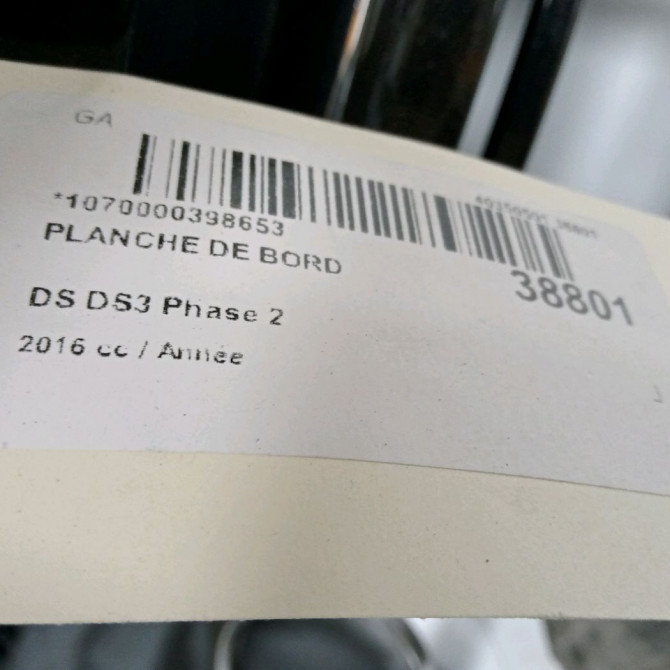 GA
*1070000398653
PLANCHE DE BORD
38801
DS DS3 Phase 2
2016 cc / Année